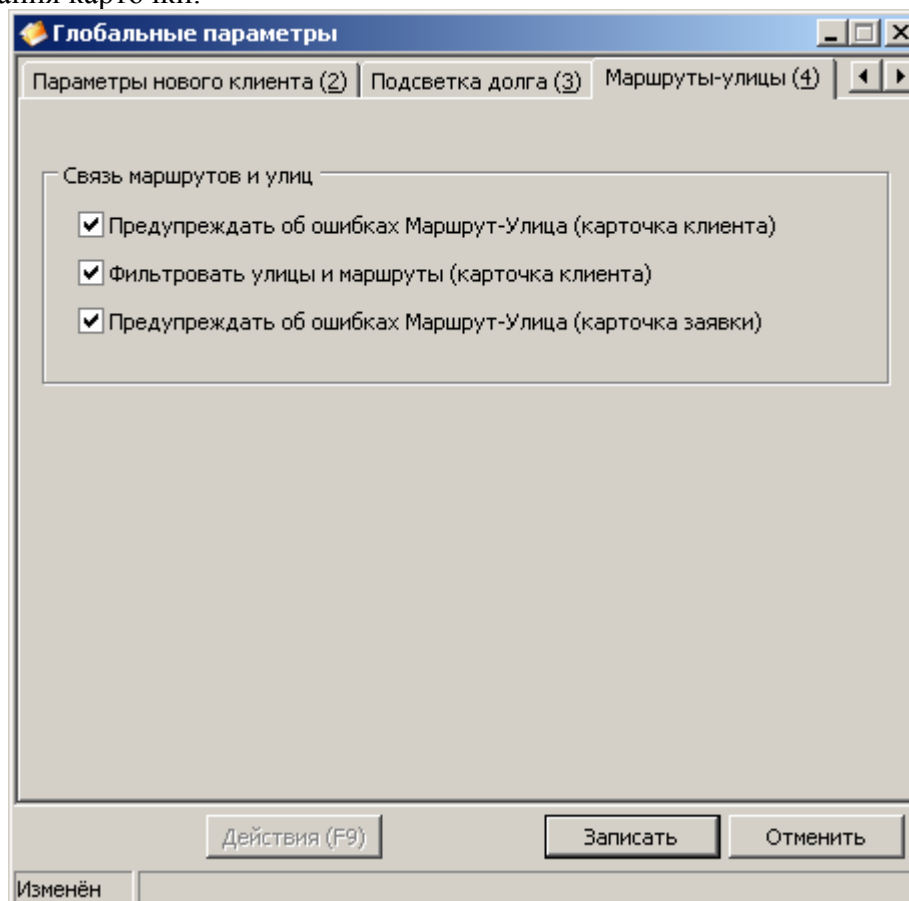 карточки.
Глобальные параметры
Параметры нового клиента (2) Подсветка долга (3) Маршруты-улицы (4)
Связь маршрутов и улиц
Предупреждать об ошибках Маршрут-Улица (карточка клиента)
Фильтровать улицы и маршруты (карточка клиента)
Предупреждать об ошибках Маршрут-Улица (карточка заявки)
Действия (F9) Записать Отменить
Изменён